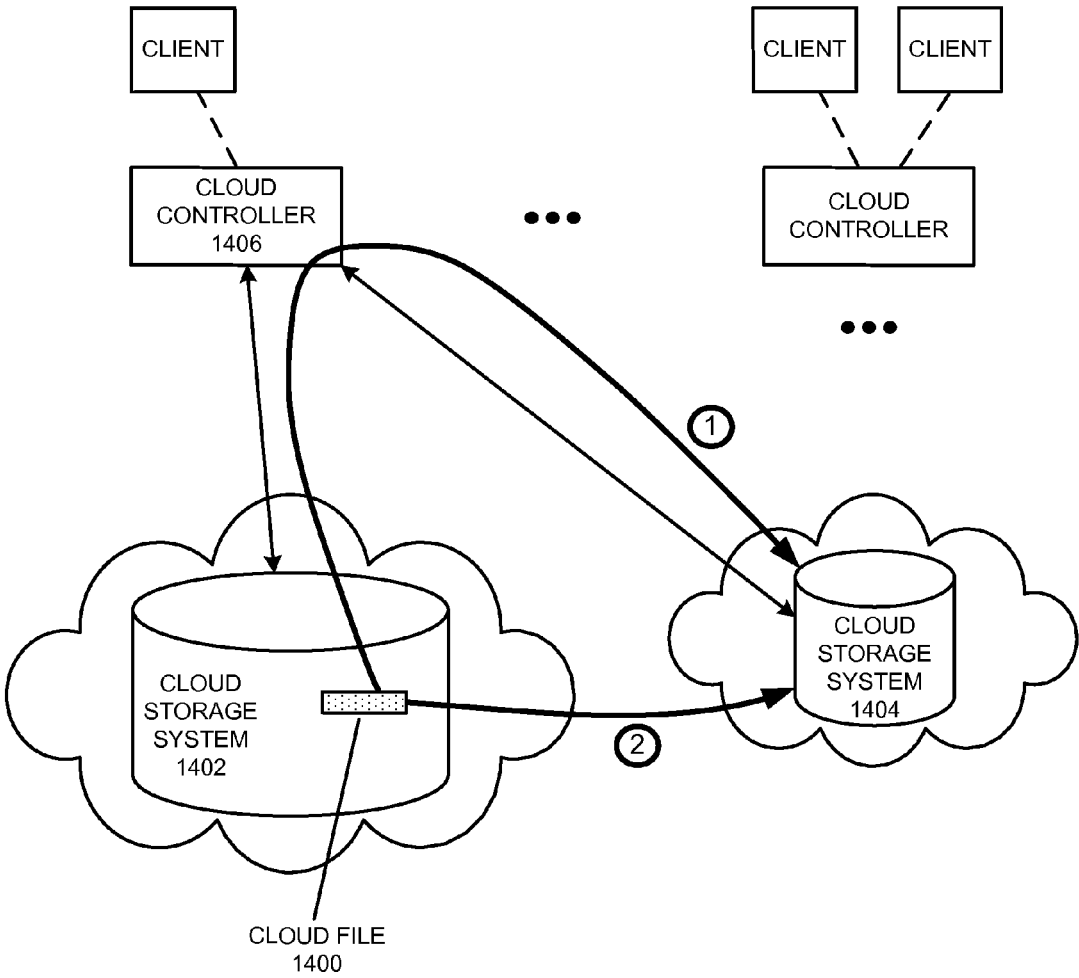 CLIENT
CLIENT
CLIENT
CLOUD
CONTROLLER
1406
CLOUD
CONTROLLER
1
CLOUD
STORAGE
SYSTEM
1404
CLOUD
STORAGE
SYSTEM
1402
2
CLOUD FILE
1400